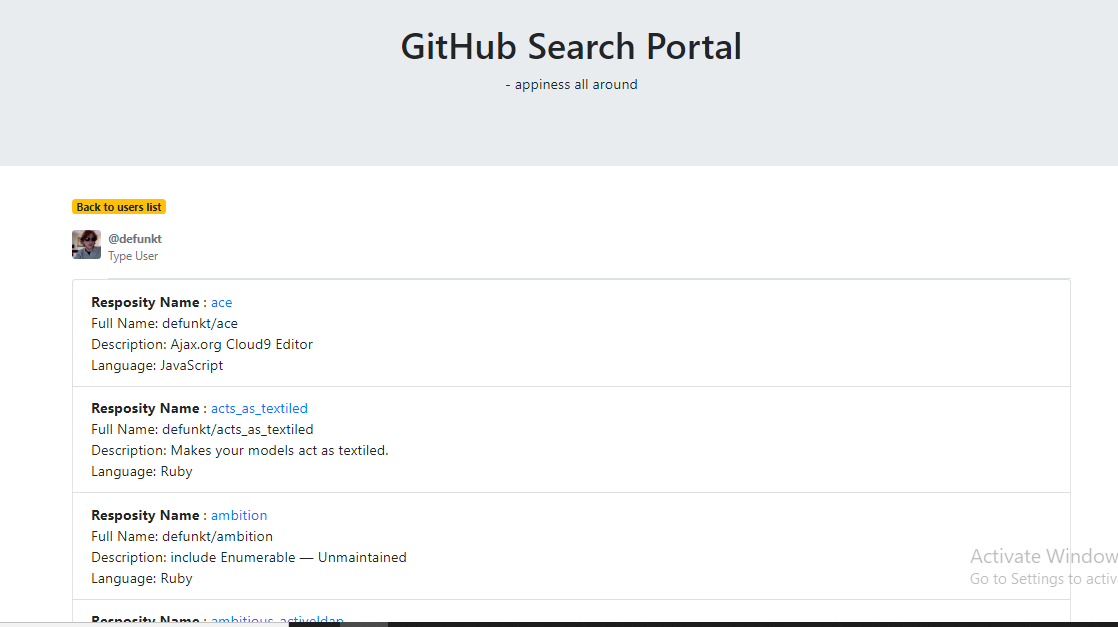 GitHub Search Portal
- appiness all around
Back to users list
@defunkt
Type User
Resposity Name : ace
Full Name: defunkt/ace
Description: Ajax.org Cloud9 Editor
Language: JavaScript
Resposity Name : acts_as_textiled
Full Name: defunkt/acts_as_textiled
Description: Makes your models act as textiled.
Language: Ruby
Resposity Name : ambition
Full Name: defunkt/ambition
Description: include Enumerable — Unmaintained
Language: Ruby
Activate Window
Go to Settings to activ
Resposity Name : ambitious_activeldap